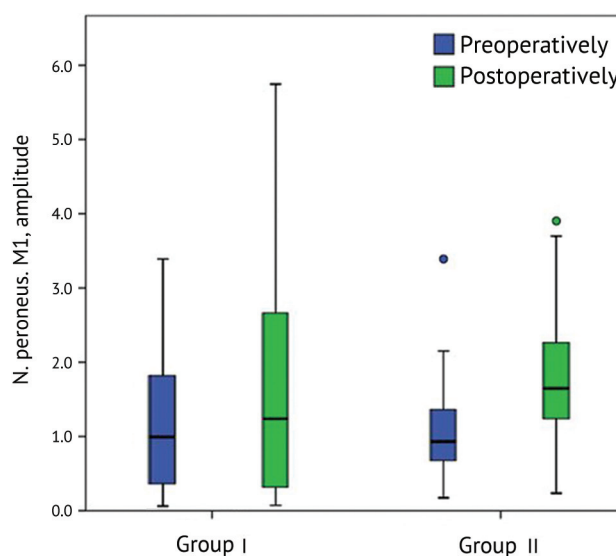 Preoperatively
Postoperatively
N. peroneus. M1, amplitude
6.0
5.0
4.0
3.0
2.0
1.0
0.0
Group I
Group II